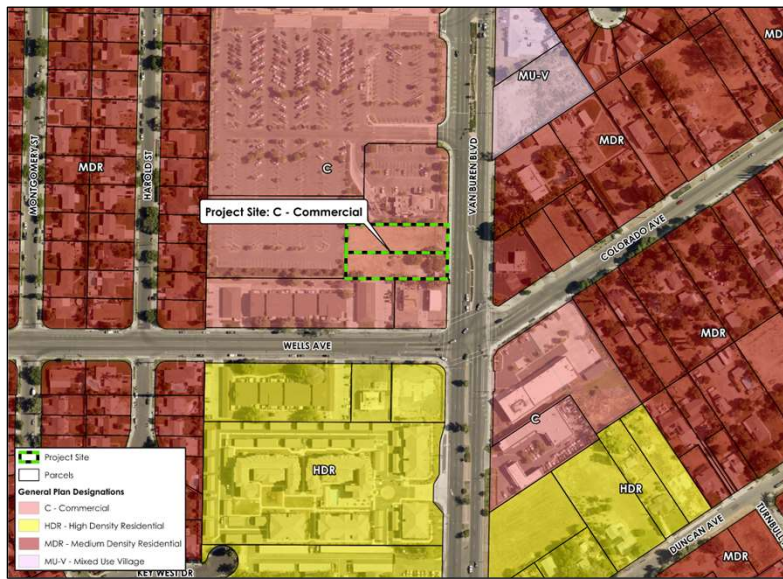 MU-V
MD
MDR
MDR
MONTGOMERY ST
HAROLD ST
VAN BUREN BLVD
C
Project Site: C - Commercial
COLORADO AVE
MDR
WELLS AVE
C
HDR
HDR
DUNCAN AVE
TURNBULL
MDR
KEY WEST DR
Project Site
Parcels
General Plan Designations
C - Commercial
HDR - High Density Residential
MDR - Medium Density Residential
MU-V - Mixed Use Village